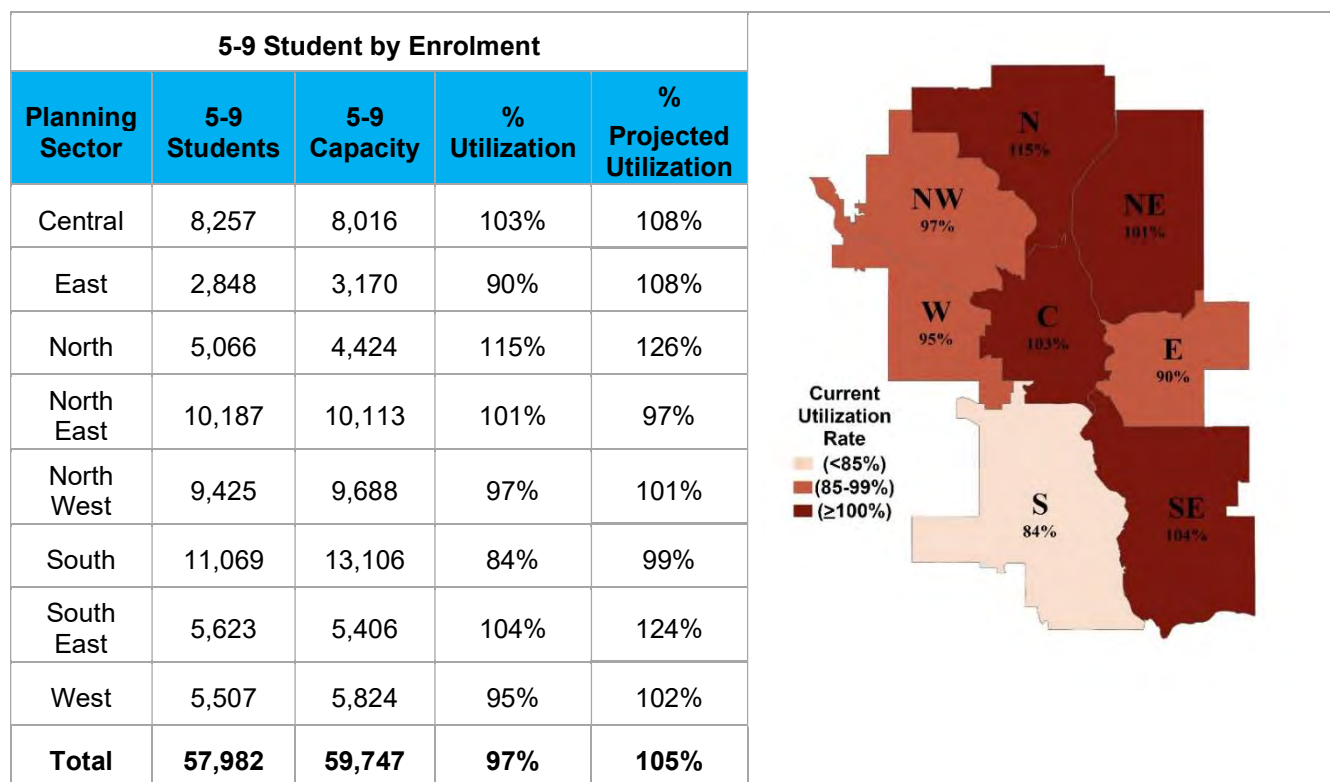 5-9 Student by Enrolment
Planning Sector 5-9 Students 5-9 Capacity % Utilization % Projected Utilization
Central 8,257 8,016 103% 108%
East 2,848 3,170 90% 108%
North 5,066 4,424 115% 126%
North East 10,187 10,113 101% 97%
North West 9,425 9,688 97% 101%
South 11,069 13,106 84% 99%
South East 5,623 5,406 104% 124%
West 5,507 5,824 95% 102%
Total 57,982 59,747 97% 105%
N
115%
NW
97%
NE
101%
W
95%
C
103%
E
90%
S
84%
SE
104%
Current
Utilization
Rate
(<85%)
(85-99%)
(≥100%)